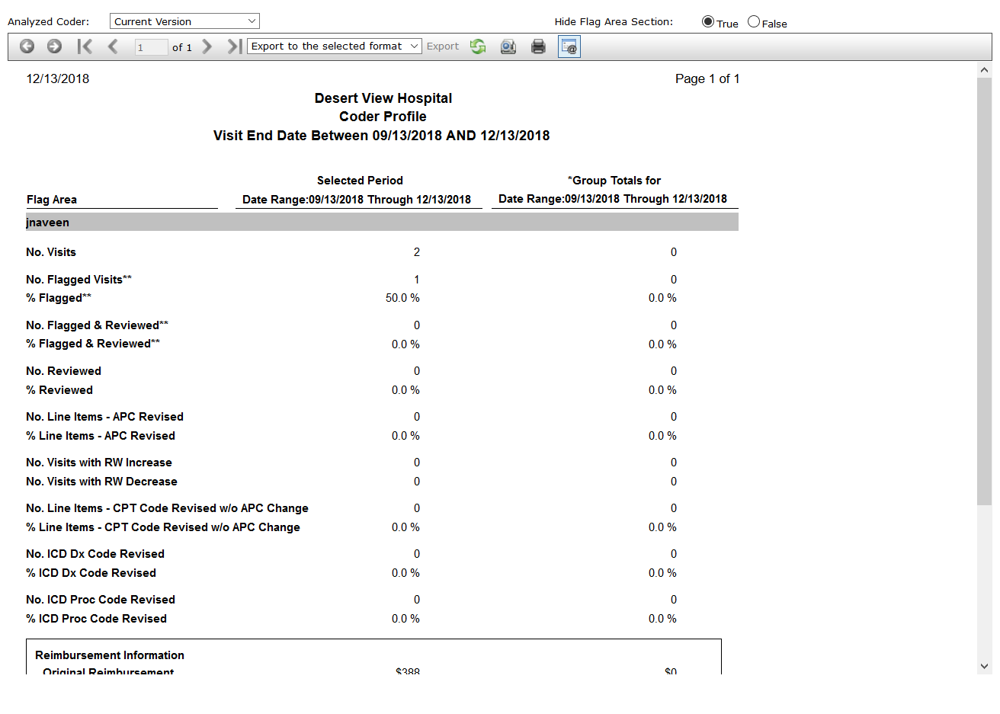 Analyzed Coder: Current Version Hide Flag Area Section: True False
1 of 1 Export to the selected format Export
12/13/2018 Page 1 of 1
Desert View Hospital
Coder Profile
Visit End Date Between 09/13/2018 AND 12/13/2018
Selected Period *Group Totals for
Flag Area Date Range:09/13/2018 Through 12/13/2018 Date Range:09/13/2018 Through 12/13/2018
jnaveen
No. Visits 2 0
No. Flagged Visits** 1 0
% Flagged** 50.0 % 0.0 %
No. Flagged & Reviewed** 0 0
% Flagged & Reviewed** 0.0 % 0.0 %
No. Reviewed 0 0
% Reviewed 0.0 % 0.0 %
No. Line Items - APC Revised 0 0
% Line Items - APC Revised 0.0 % 0.0 %
No. Visits with RW Increase 0 0
No. Visits with RW Decrease 0 0
No. Line Items - CPT Code Revised w/o APC Change 0 0
% Line Items - CPT Code Revised w/o APC Change 0.0 % 0.0 %
No. ICD Dx Code Revised 0 0
% ICD Dx Code Revised 0.0 % 0.0 %
No. ICD Proc Code Revised 0 0
% ICD Proc Code Revised 0.0 % 0.0 %
Reimbursement Information
Original Reimbursement $388 $0